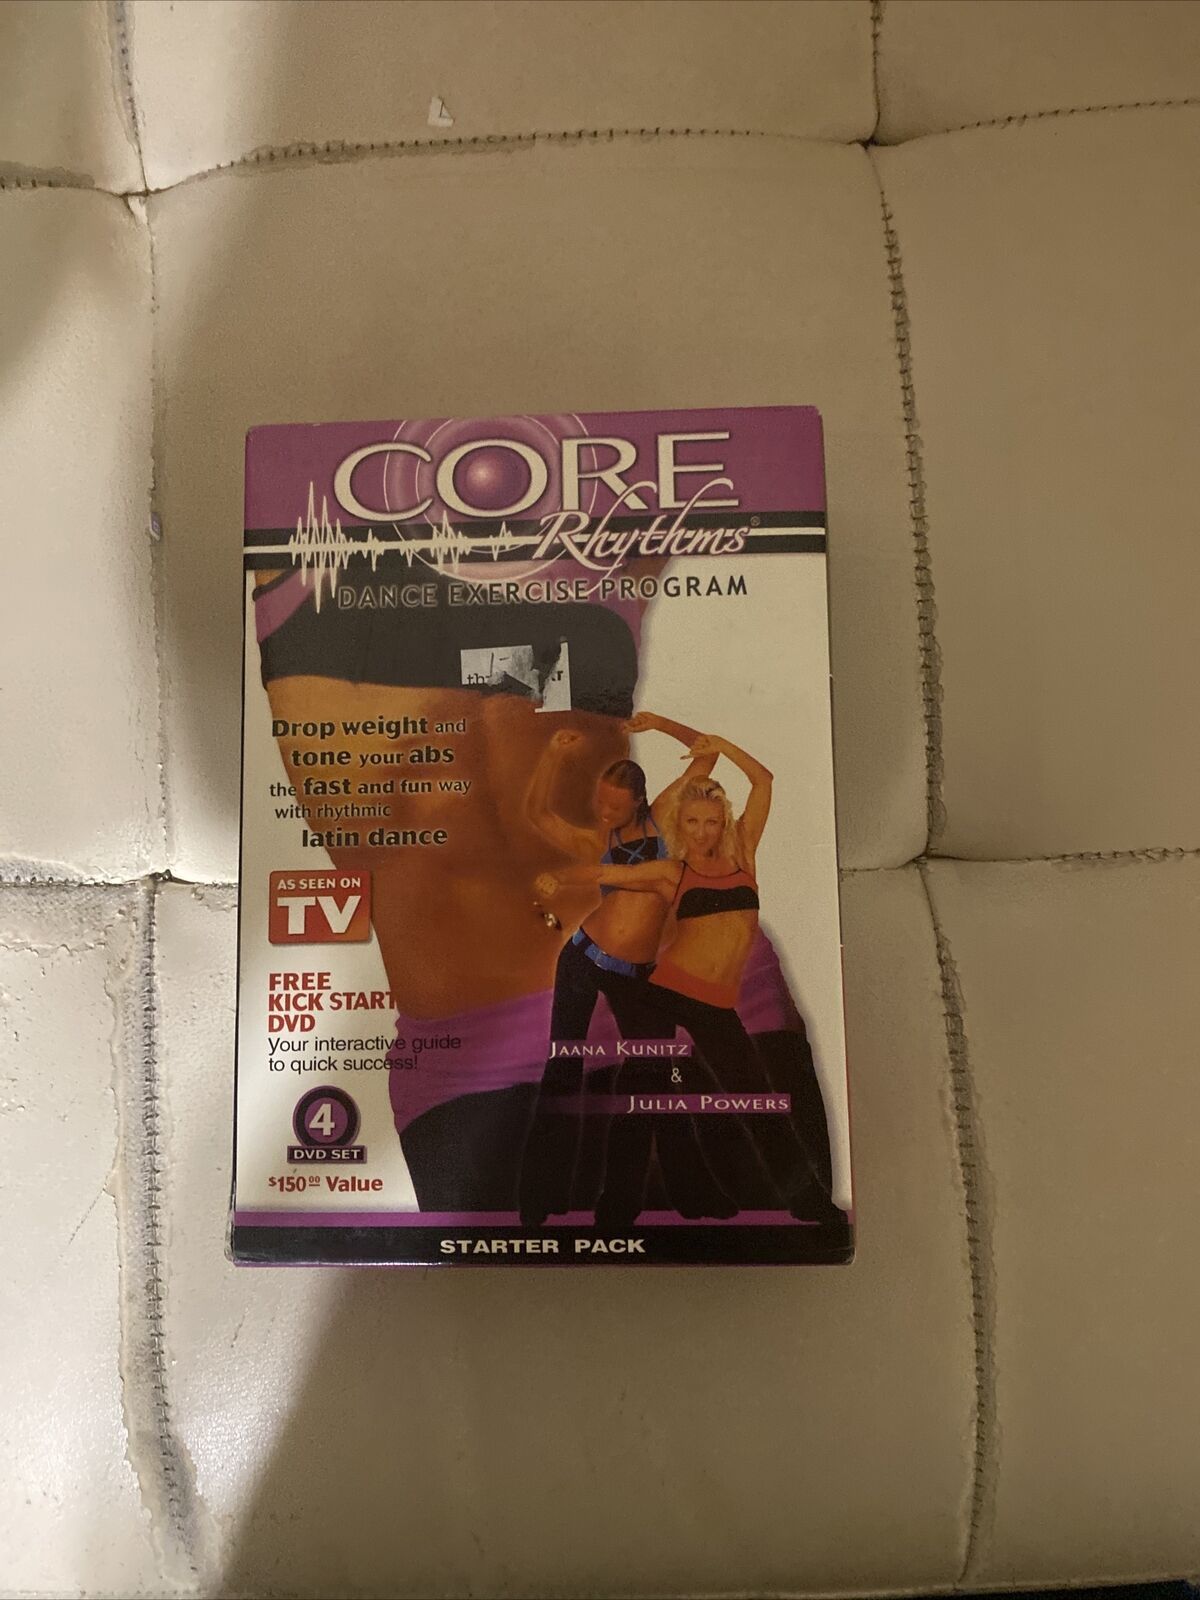 CORE
Rhythms®
DANCE EXERCISE PROGRAM
Drop weight and
tone your abs
the fast and fun way
with rhythmic
latin dance
AS SEEN ON
TV
FREE
KICK START
DVD
Your interactive guide
to quick success!
4
DVD SET
$150.00 Value
JAANA KUNITZ
&
JULIA POWERS
STARTER PACK